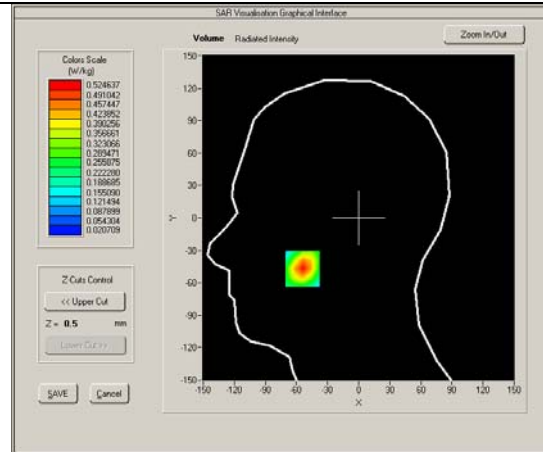 SAR Visualisation Graphical Interface
Volume Radiated Intensity
Zoom In/Out
Colors Scale
(W/kg)
0.524637
0.491042
0.457447
0.423852
0.390256
0.356661
0.323066
0.289471
0.255875
0.222280
0.188685
0.155090
0.121494
0.087899
0.054304
0.020709
Z Cuts Control
<< Upper Cut
Z = 0.5 mm
Lower Cut >>
SAVE Cancel
150
120
90
60
30
0
-30
-60
-90
-120
-150
Y
-150 -120 -90 -60 -30 0 30 60 90 120 150
X